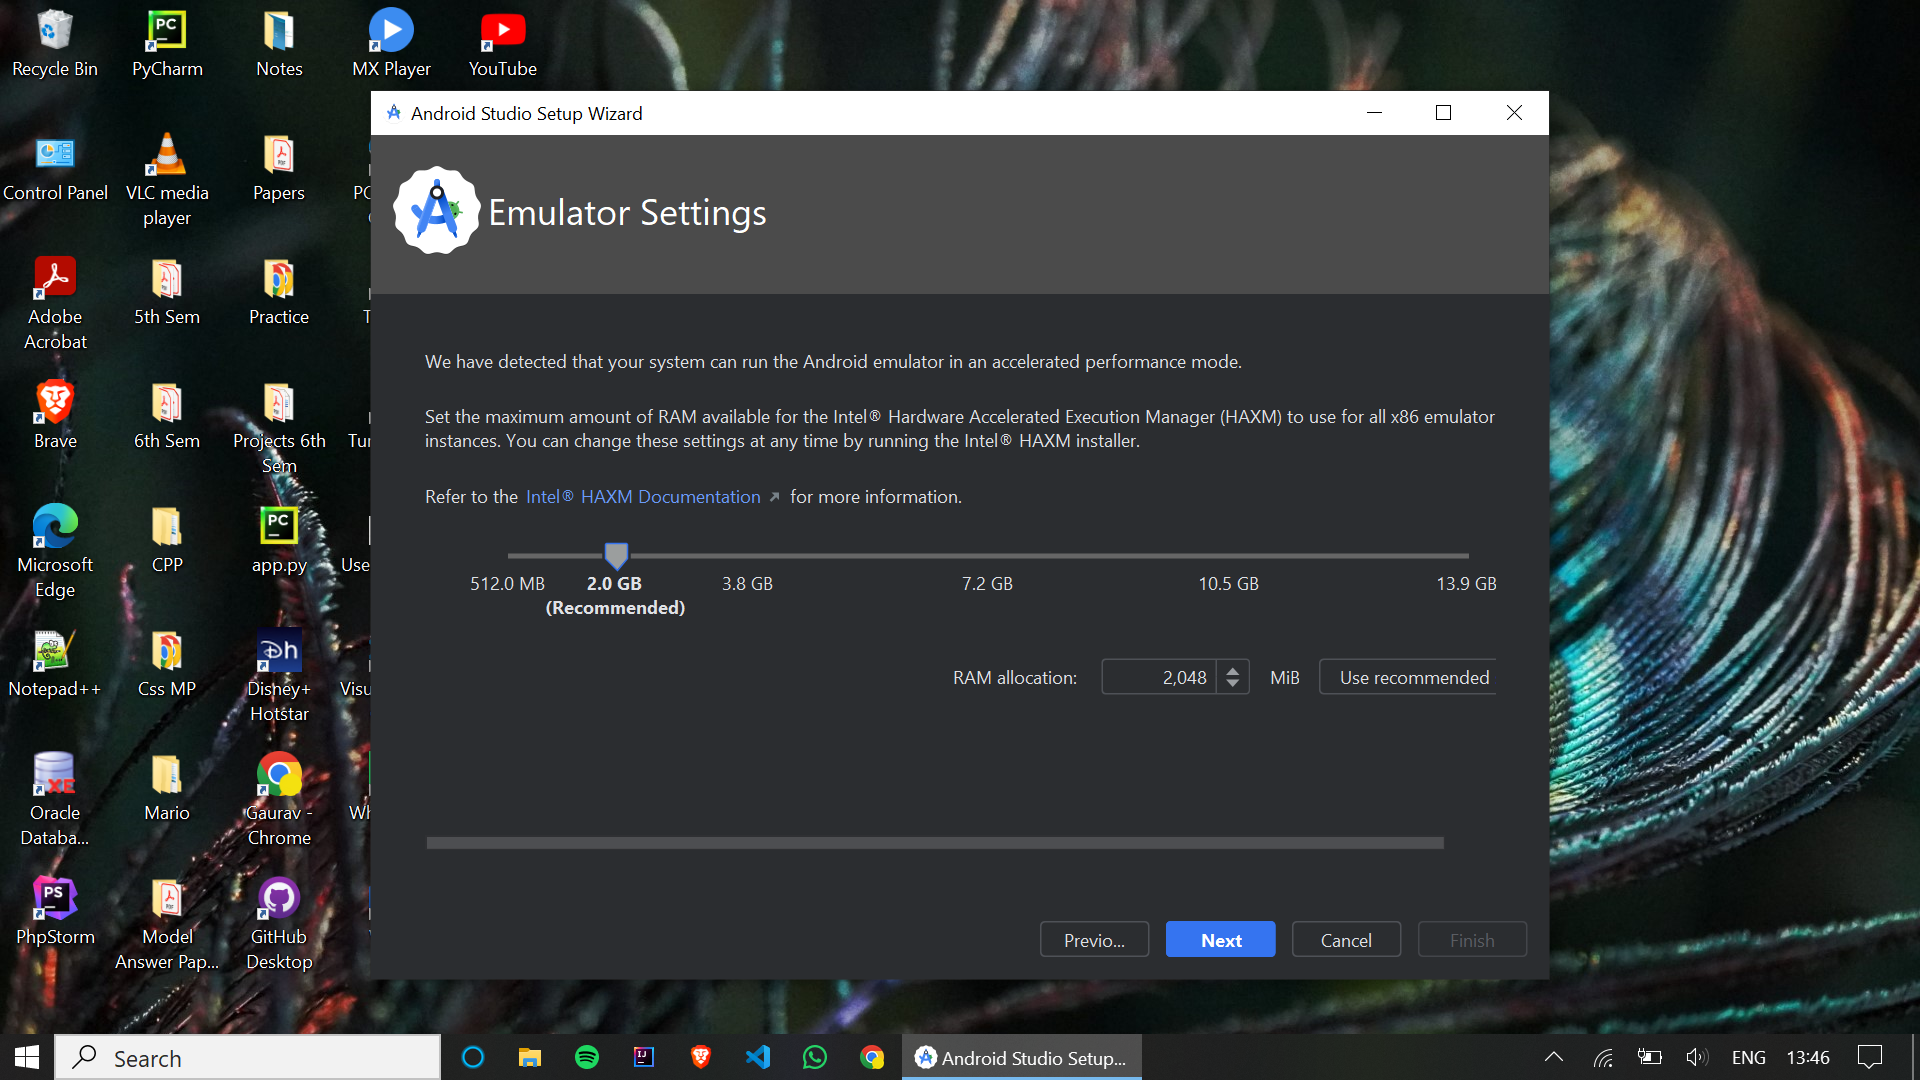 Recycle Bin
PyCharm
Notes
MX Player
YouTube
Control Panel
VLC media
player
Papers
Adobe
Acrobat
5th Sem
Practice
Brave
6th Sem
Projects 6th
Sem
Microsoft
Edge
CPP
app.py
Notepad++
Css MP
Disney+
Hotstar
Oracle
Databa...
Mario
Gaurav -
Chrome
PhpStorm
Model
Answer Pap...
GitHub
Desktop
Android Studio Setup Wizard
Emulator Settings
We have detected that your system can run the Android emulator in an accelerated performance mode.
Set the maximum amount of RAM available for the Intel® Hardware Accelerated Execution Manager (HAXM) to use for all x86 emulator
instances. You can change these settings at any time by running the Intel® HAXM installer.
Refer to the Intel® HAXM Documentation for more information.
512.0 MB 2.0 GB 3.8 GB 7.2 GB 10.5 GB 13.9 GB
(Recommended)
RAM allocation: 2,048 MiB Use recommended
Previo... Next Cancel Finish
Search
Android Studio Setup...
ENG 13:46